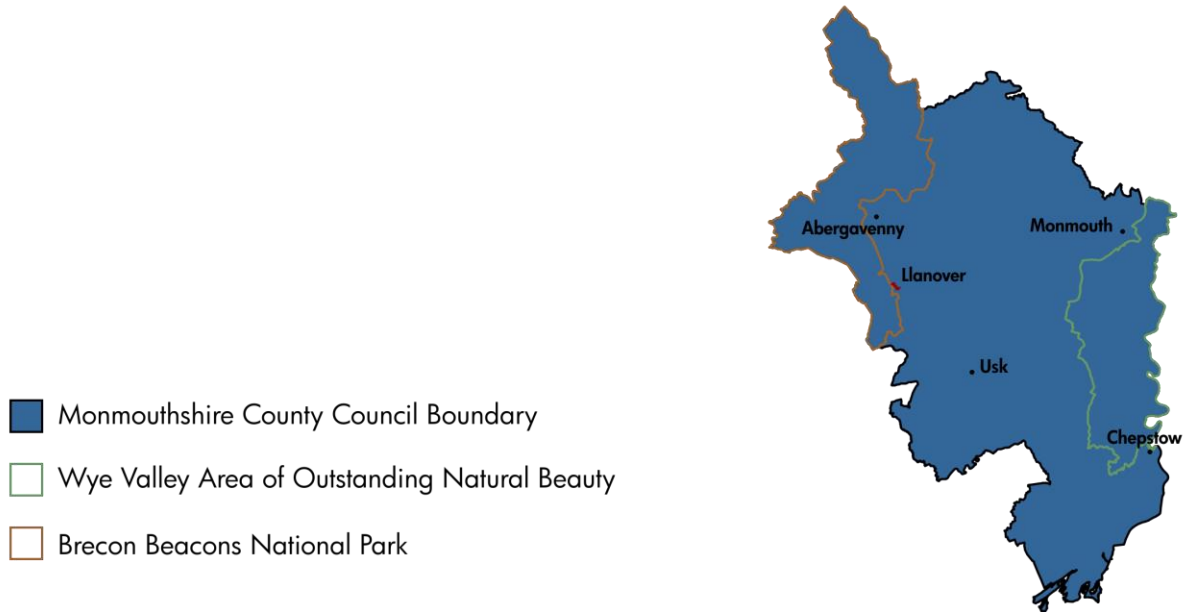 Abergavenny
Monmouth
Llanover
Usk
Monmouthshire County Council Boundary
Chepstow
Wye Valley Area of Outstanding Natural Beauty
Brecon Beacons National Park